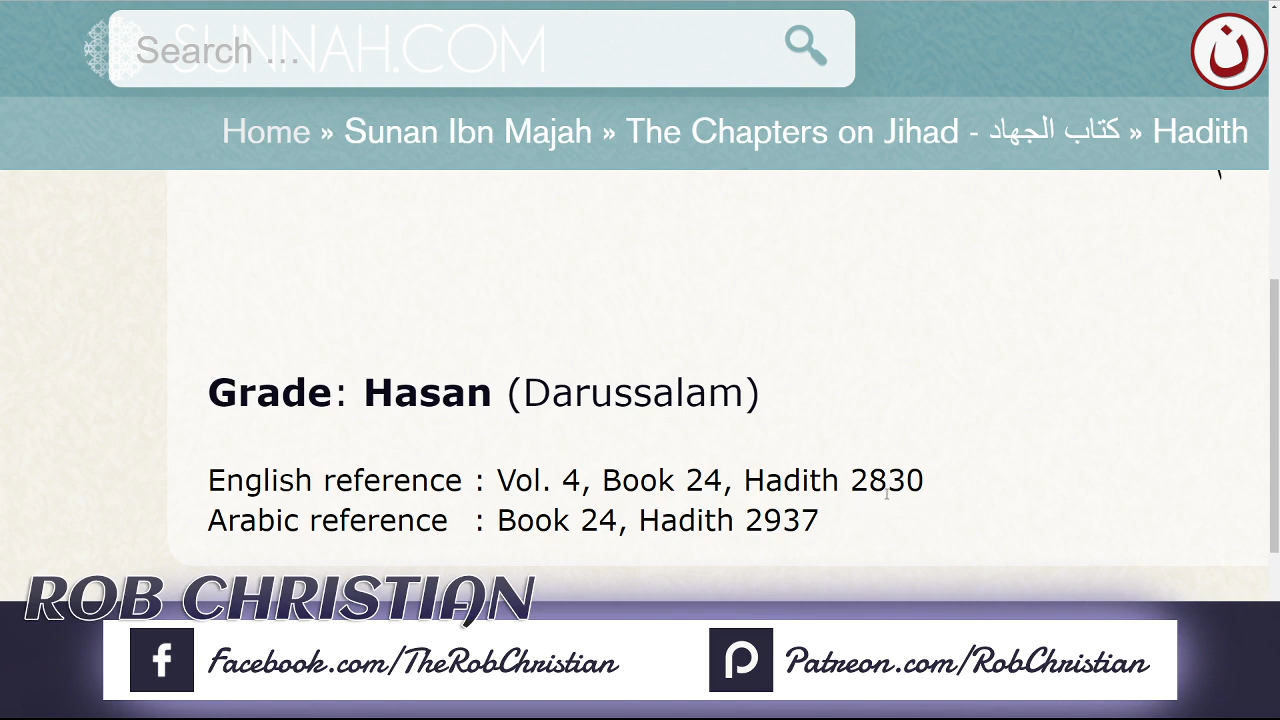 Search ...
SUNNAH.COM
ن
Home » Sunan Ibn Majah » The Chapters on Jihad - كتاب الجهاد » Hadith
Grade: Hasan (Darussalam)
English reference : Vol. 4, Book 24, Hadith 2830
Arabic reference : Book 24, Hadith 2937
ROB CHRISTIAN
Facebook.com/TheRobChristian
Patreon.com/RobChristian